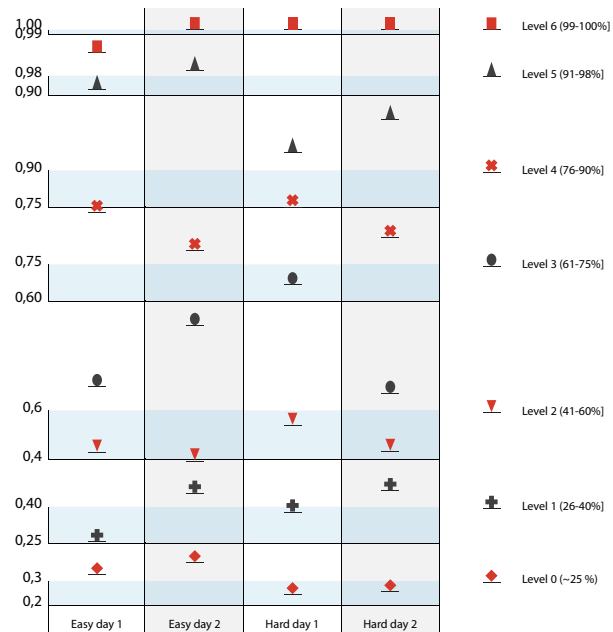 1.00
0,99
Level 6 (99-100%]
0,98
0,90
Level 5 (91-98%]
0,90
0,75
Level 4 (76-90%]
0,75
0,60
Level 3 (61-75%]
0,6
0,4
Level 2 (41-60%]
0,40
0,25
Level 1 (26-40%]
0,3
0,2
Level 0 (~25 %)
Easy day 1 Easy day 2 Hard day 1 Hard day 2